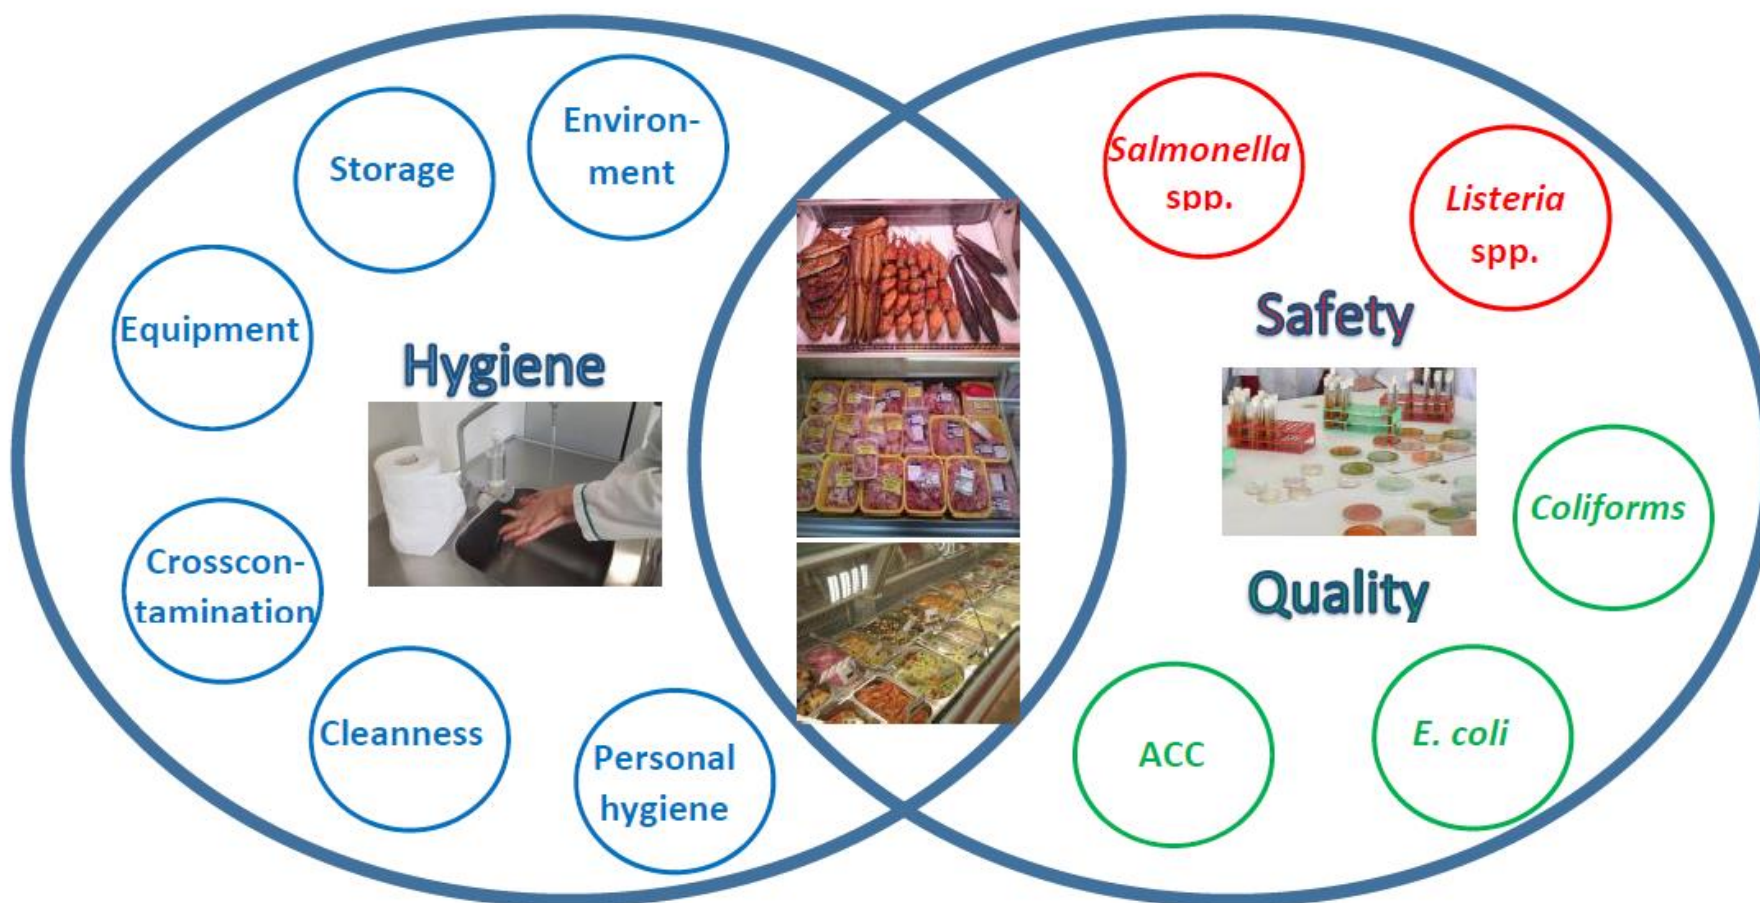 Environ-
ment
Storage
Equipment
Hygiene
Crosscon-
tamination
Cleanness
Personal
hygiene
Salmonella
spp.
Listeria
spp.
Safety
Coliforms
Quality
E. coli
ACC